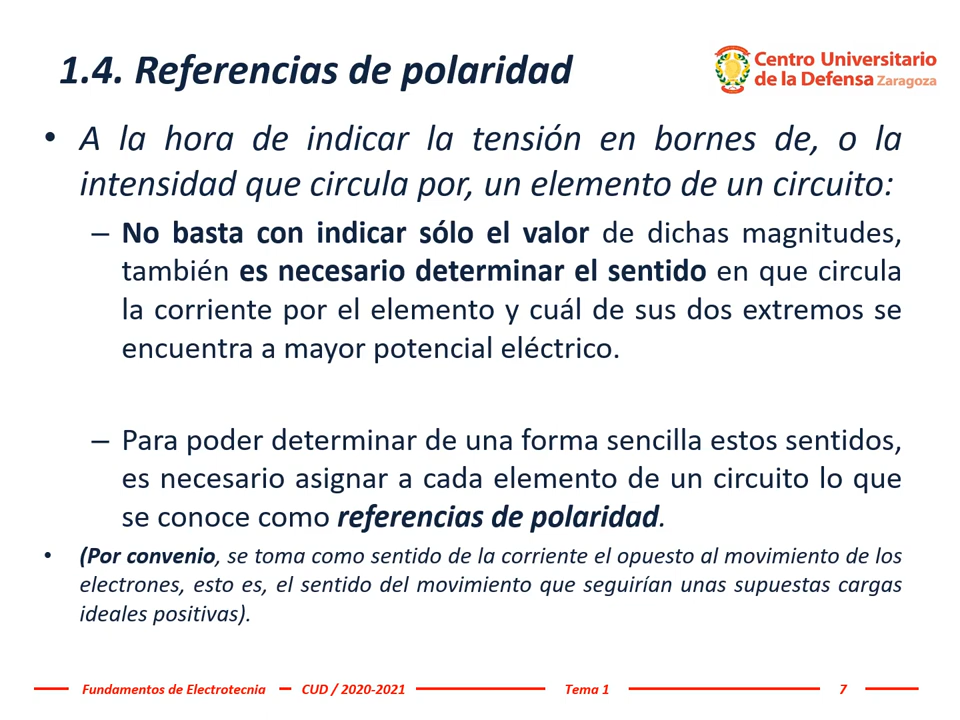 1.4. Referencias de polaridad
Centro Universitario
de la Defensa Zaragoza
• A la hora de indicar la tensión en bornes de, o la
intensidad que circula por, un elemento de un circuito:
– No basta con indicar sólo el valor de dichas magnitudes,
también es necesario determinar el sentido en que circula
la corriente por el elemento y cuál de sus dos extremos se
encuentra a mayor potencial eléctrico.
– Para poder determinar de una forma sencilla estos sentidos,
es necesario asignar a cada elemento de un circuito lo que
se conoce como referencias de polaridad.
• (Por convenio, se toma como sentido de la corriente el opuesto al movimiento de los
electrones, esto es, el sentido del movimiento que seguirían unas supuestas cargas
ideales positivas).
Fundamentos de Electrotecnia CUD / 2020-2021 Tema 1 7